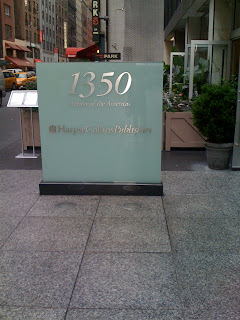 PARK
1350
Avenue of the Americas
HarperCollinsPublishers